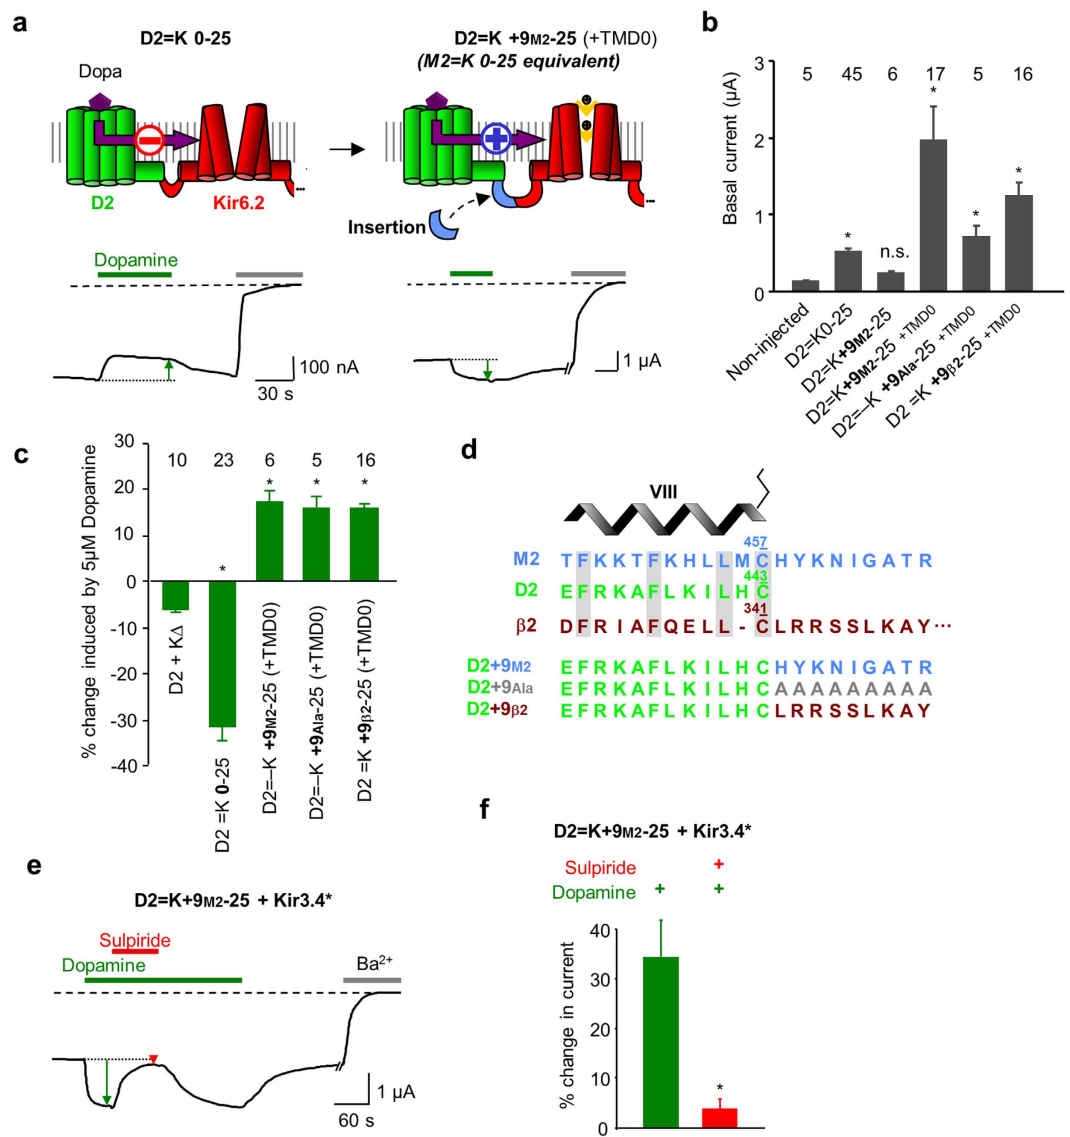 a
D2=K 0-25
D2=K +9M2-25 (+TMD0)
(M2=K 0-25 equivalent)
Dopa
D2
Kir6.2
...
Insertion
...
Dopamine
100 nA
30 s
1 µA
b
Basal current (µA)
3
2
1
0
5
45
6
17
5
16
*
n.s.
*
*
*
Non-injected
D2=K0-25
D2=K+9M2-25
D2=K+9M2-25 +TMD0
D2=–K +9Ala-25 +TMD0
D2 =K +9β2-25 +TMD0
c
% change induced by 5µM Dopamine
30
20
10
0
-10
-20
-30
-40
10
23
6
5
16
*
*
*
*
D2 + KΔ
D2 =K 0-25
D2=–K +9M2-25 (+TMD0)
D2=–K +9Ala-25 (+TMD0)
D2 =K +9β2-25 (+TMD0)
d
VIII
457
M2 TFKKTFKHLLMCHYKNIGATR
443
D2 EFRKAFLKILHC
341
β2 DFRIAFQELL-CLRRSSLKAY...
D2+9M2 EFRKAFLKILHCHYKNIGATR
D2+9Ala EFRKAFLKILHCAAAAAAAAA
D2+9β2 EFRKAFLKILHCLRRSSLKAY
e
D2=K+9M2-25 + Kir3.4*
Sulpiride
Dopamine
Ba2+
1 µA
60 s
f
D2=K+9M2-25 + Kir3.4*
Sulpiride +
Dopamine + +
% change in current
40
30
20
10
0
*